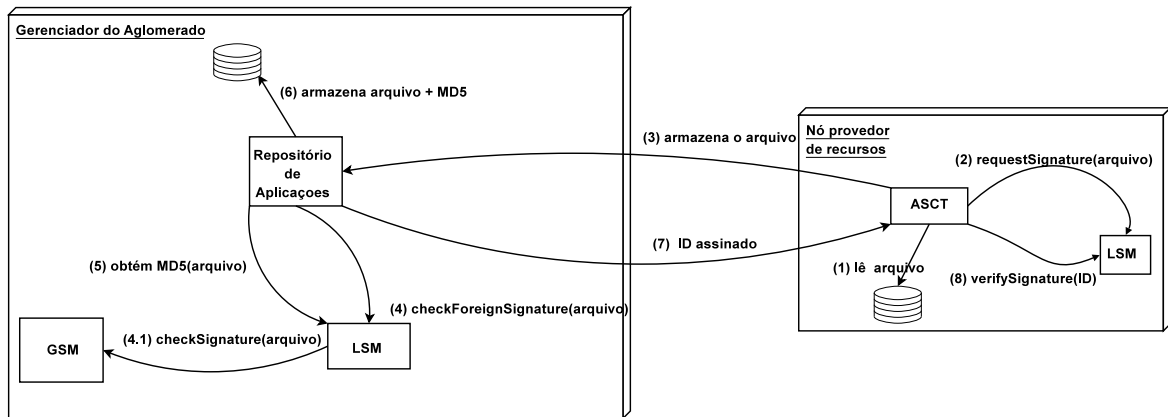 Gerenciador do Aglomerado
(6) armazena arquivo + MD5
Repositório
de
Aplicaçoes
(5) obtém MD5(arquivo)
(4) checkForeignSignature(arquivo)
(4.1) checkSignature(arquivo)
GSM
LSM
(3) armazena o arquivo
(7) ID assinado
Nó provedor
de recursos
(2) requestSignature(arquivo)
ASCT
LSM
(1) lê arquivo
(8) verifySignature(ID)